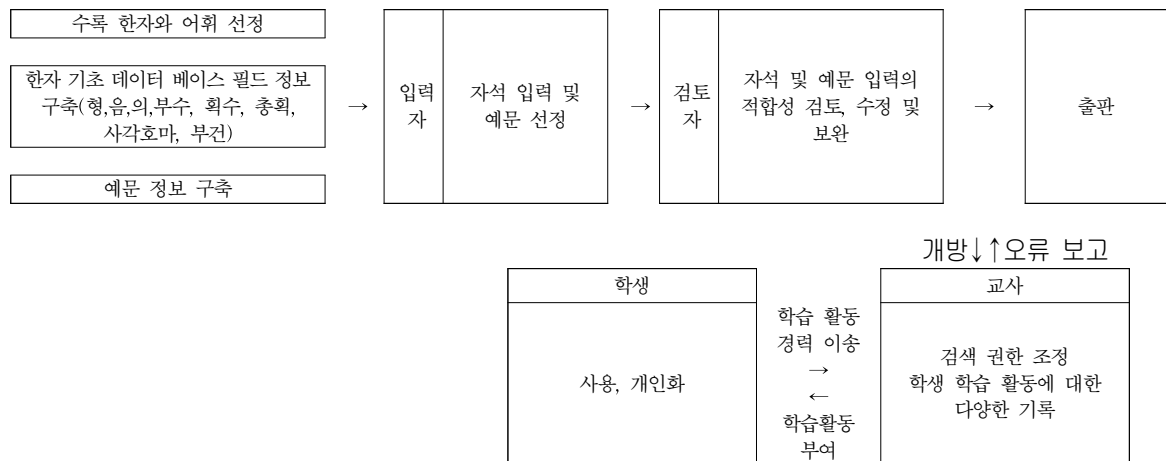 수록 한자와 어휘 선정
한자 기초 데이터 베이스 필드 정보
구축(형,음,의,부수, 획수, 총획,
사각호마, 부건)
예문 정보 구축
→
입력
자
자석 입력 및
예문 선정
→
검토
자
자석 및 예문 입력의
적합성 검토, 수정 및
보완
→
출판
개방↓↑오류 보고
학생
사용, 개인화
학습 활동
경력 이송
→
←
학습활동
부여
교사
검색 권한 조정
학생 학습 활동에 대한
다양한 기록